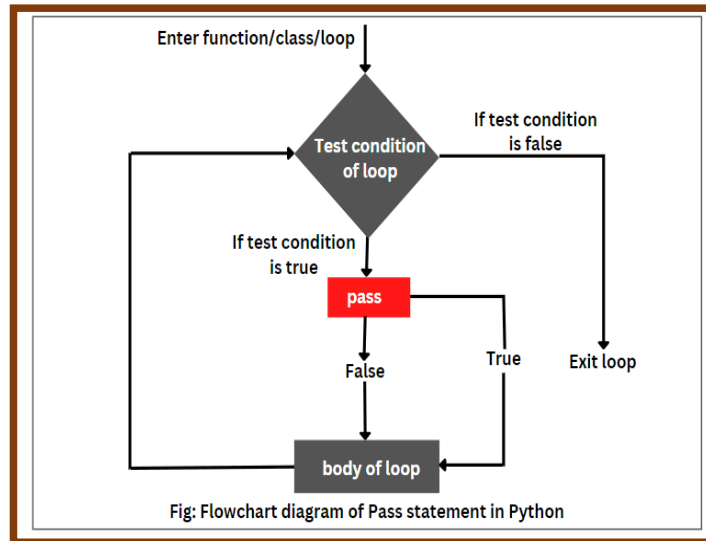 Enter function/class/loop
Test condition
of loop
If test condition
is false
If test condition
is true
pass
False
True
Exit loop
body of loop
Fig: Flowchart diagram of Pass statement in Python